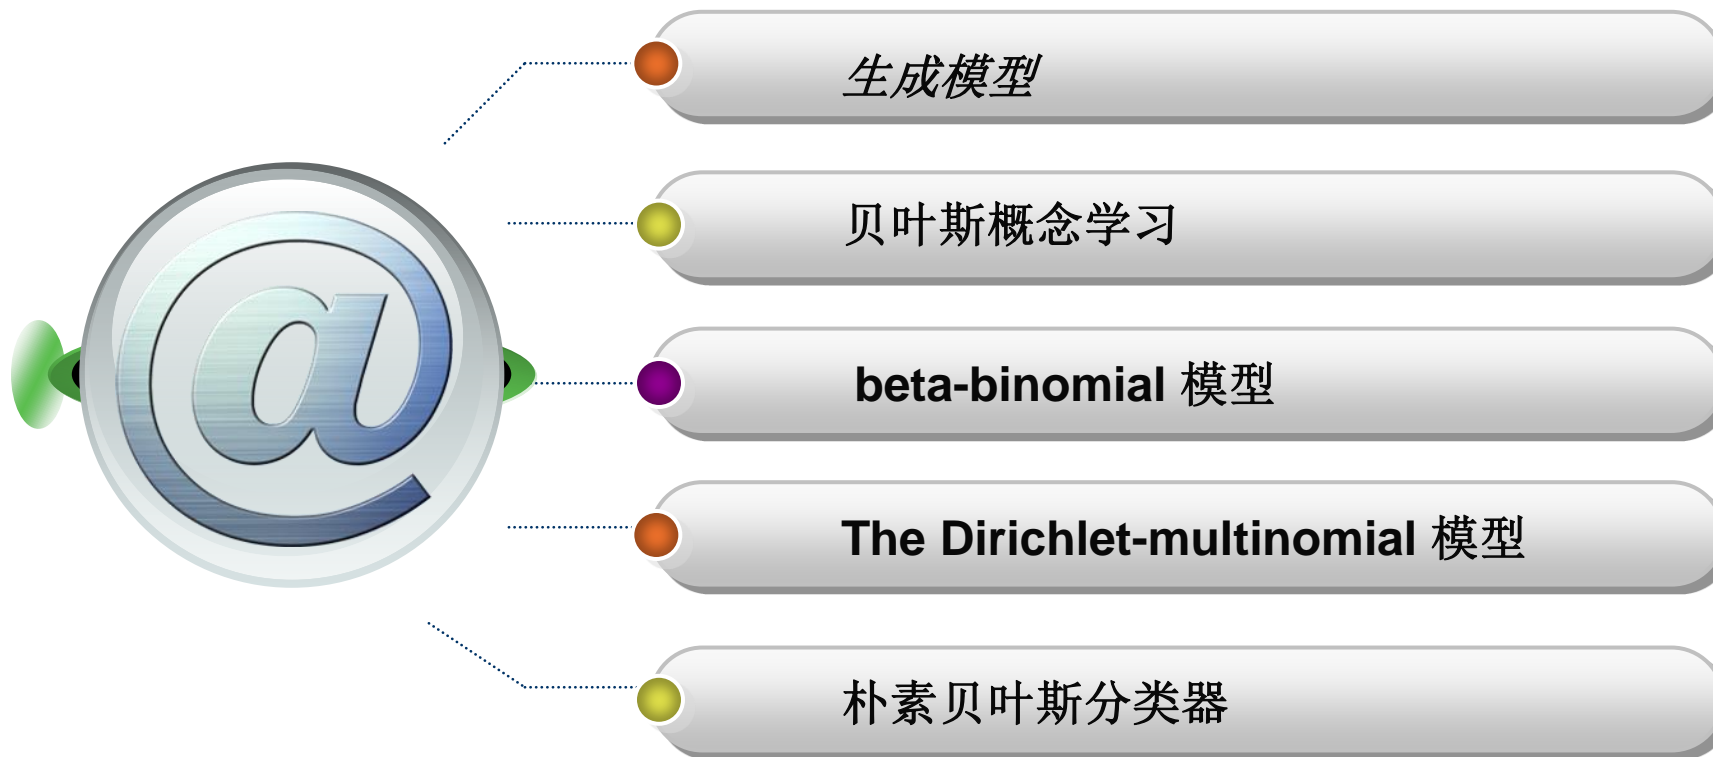 @
生成模型
贝叶斯概念学习
beta-binomial 模型
The Dirichlet-multinomial 模型
朴素贝叶斯分类器